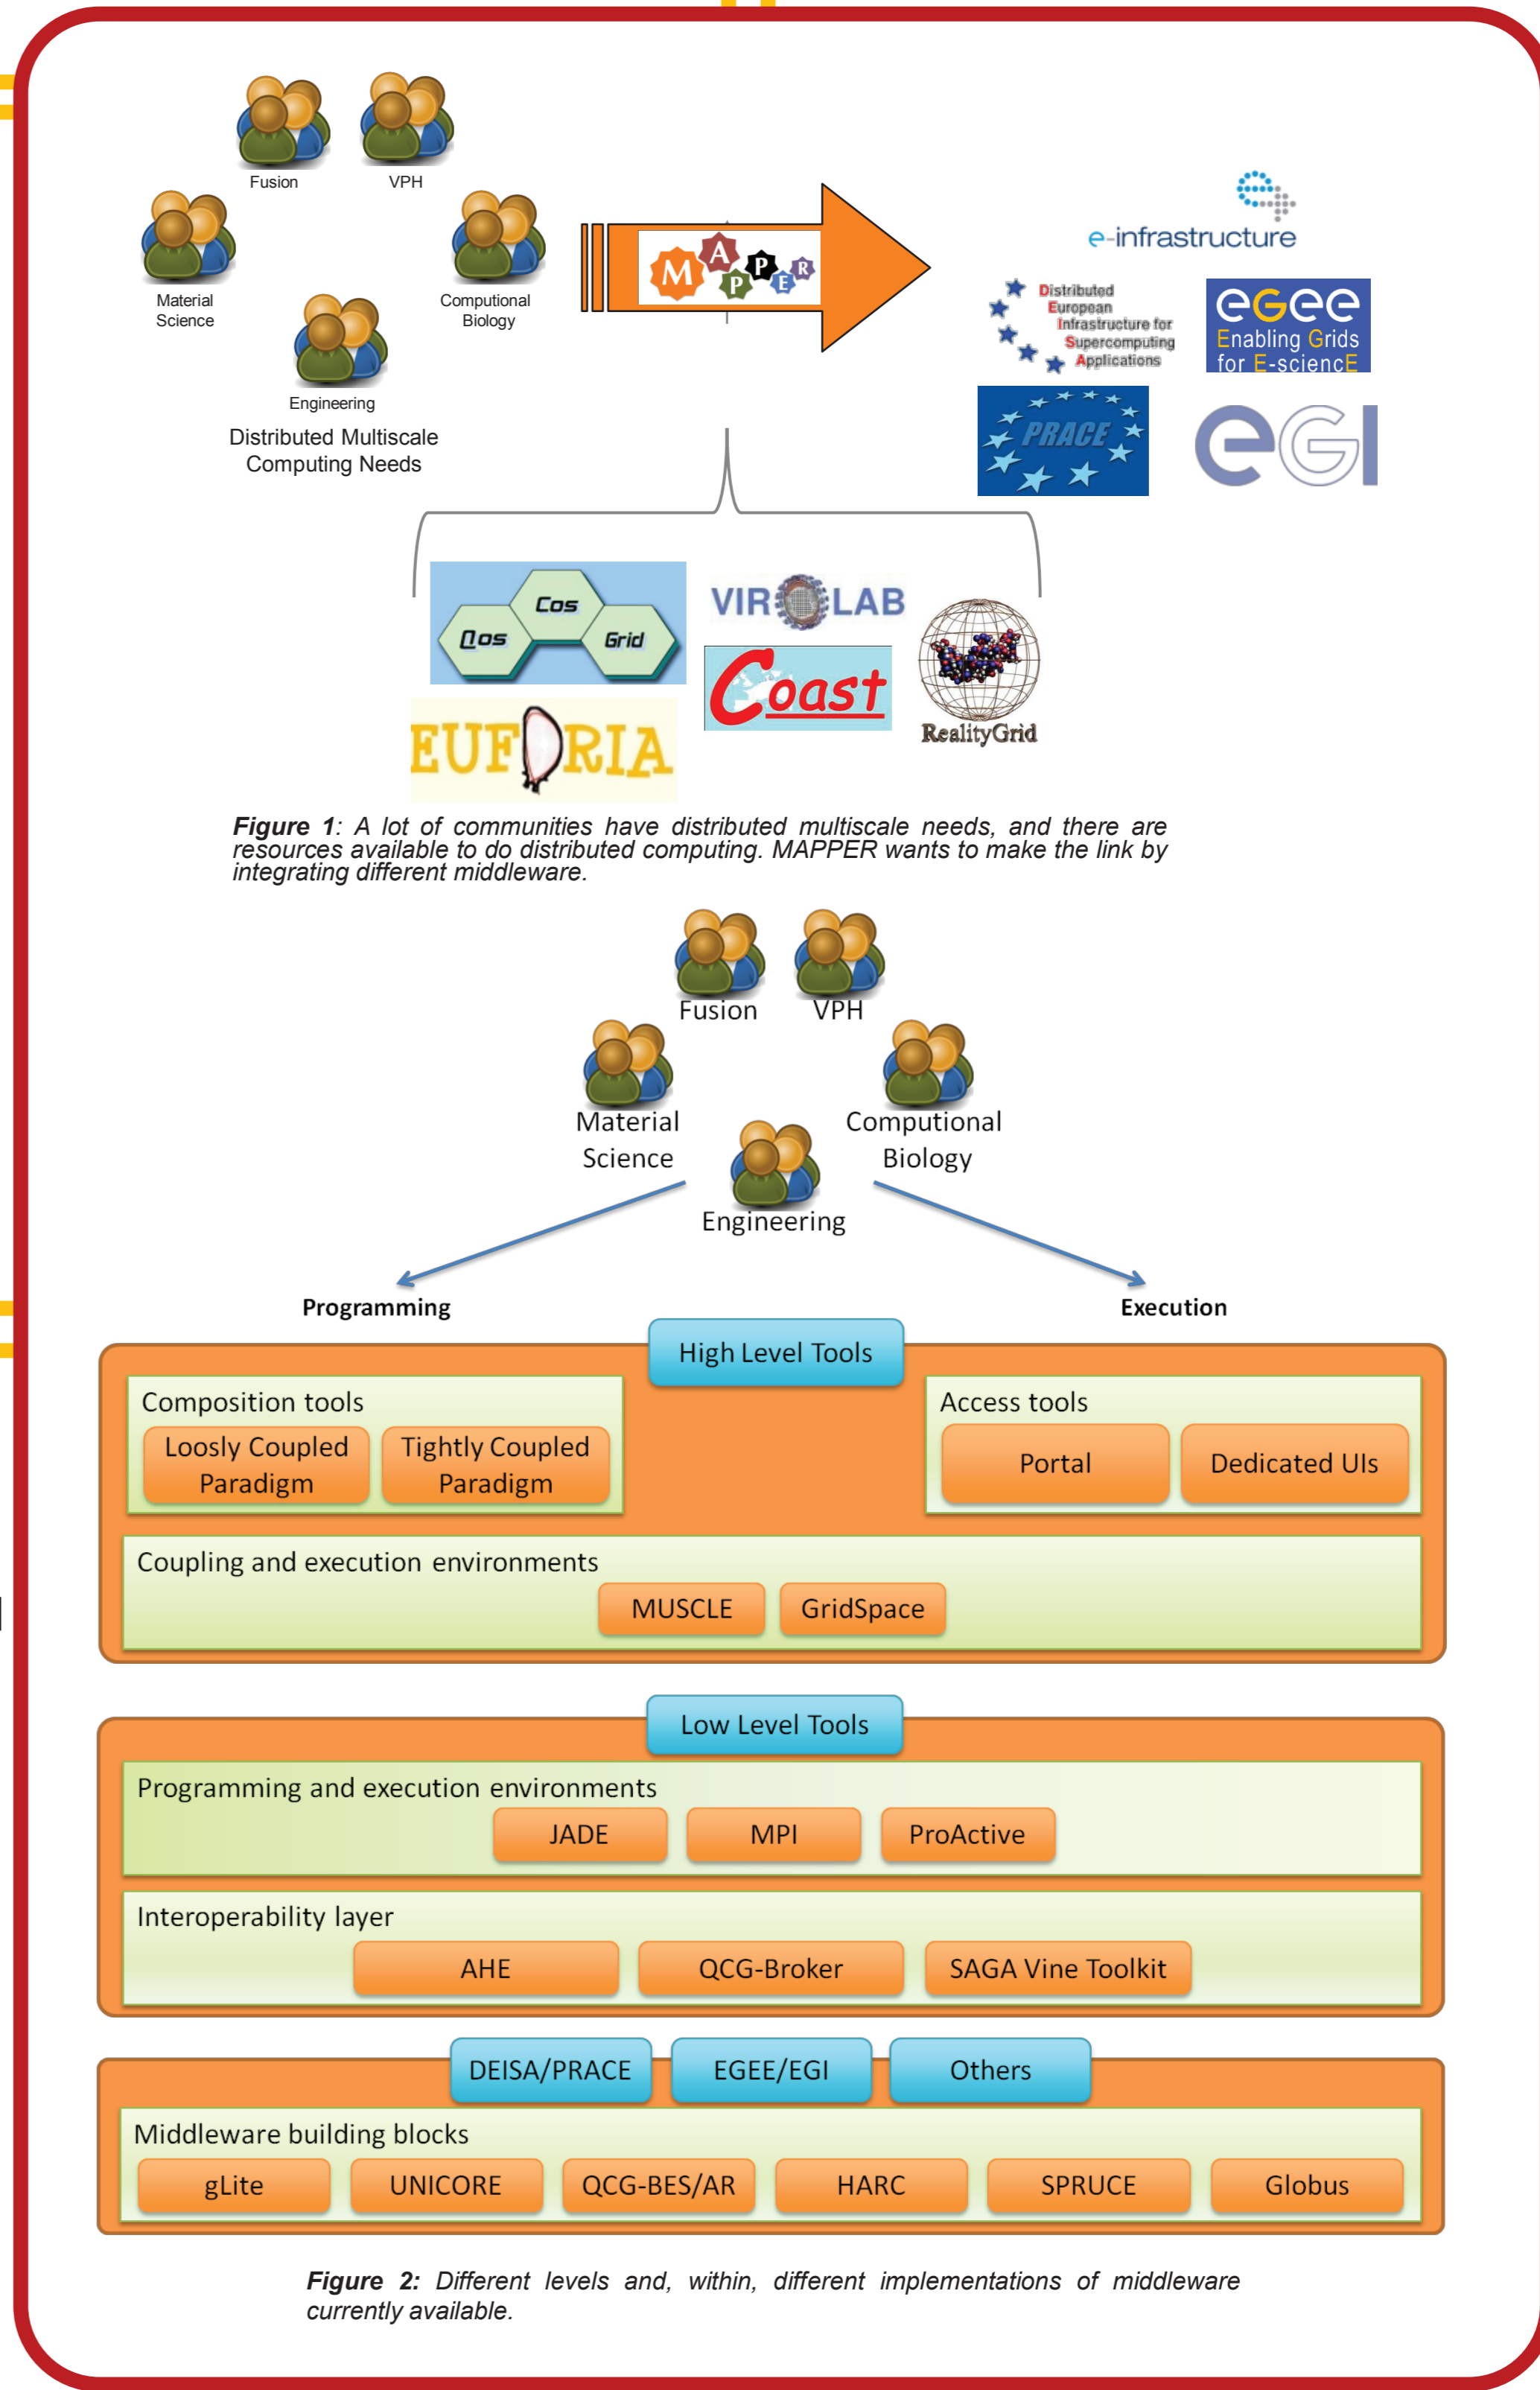 Fusion
VPH
Material
Science
Computional
Biology
Engineering
Distributed Multiscale
Computing Needs
MAPPER
e-infrastructure
Distributed
European
Infrastructure for
Supercomputing
Applications
eGee
Enabling Grids
for E-sciencE
PRACE
eGI
Qos
Cos
Grid
VIROLAB
Coast
RealityGrid
EUFORIA
Figure 1: A lot of communities have distributed multiscale needs, and there are
resources available to do distributed computing. MAPPER wants to make the link by
integrating different middleware.
Fusion
VPH
Material
Science
Computional
Biology
Engineering
Programming
Execution
High Level Tools
Composition tools
Loosly Coupled
Paradigm
Tightly Coupled
Paradigm
Access tools
Portal
Dedicated UIs
Coupling and execution environments
MUSCLE
GridSpace
Low Level Tools
Programming and execution environments
JADE
MPI
ProActive
Interoperability layer
AHE
QCG-Broker
SAGA Vine Toolkit
DEISA/PRACE
EGEE/EGI
Others
Middleware building blocks
gLite
UNICORE
QCG-BES/AR
HARC
SPRUCE
Globus
Figure 2: Different levels and, within, different implementations of middleware
currently available.